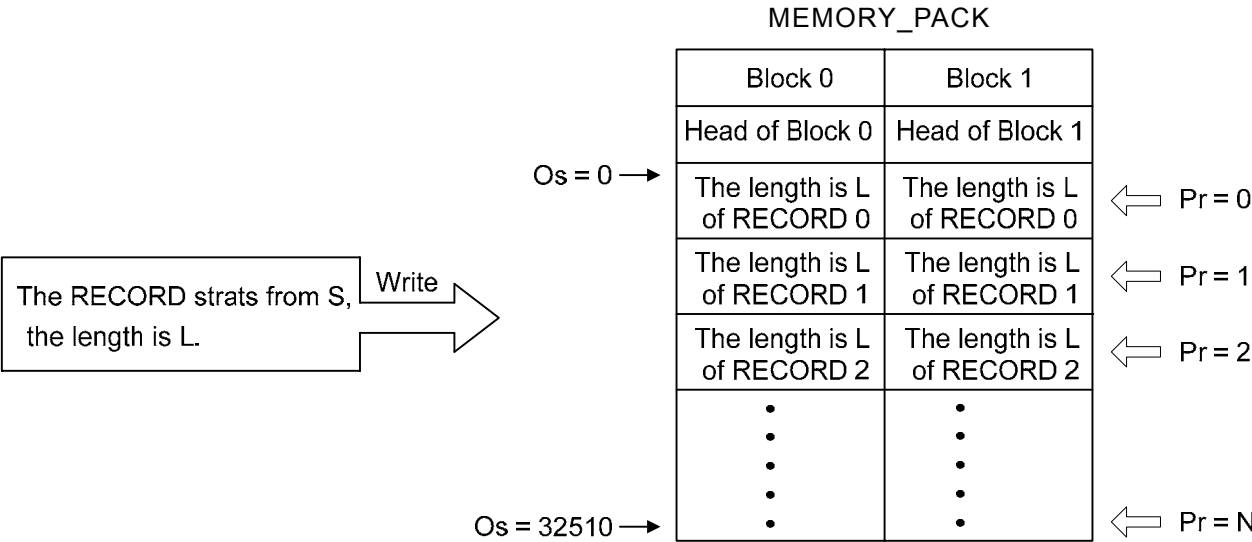 MEMORY_PACK
Block 0
Block 1
Head of Block 0
Head of Block 1
Os = 0
The length is L
of RECORD 0
The length is L
of RECORD 0
Pr = 0
The length is L
of RECORD 1
The length is L
of RECORD 1
Pr = 1
The RECORD strats from S,
the length is L.
Write
The length is L
of RECORD 2
The length is L
of RECORD 2
Pr = 2
Os = 32510
Pr = N